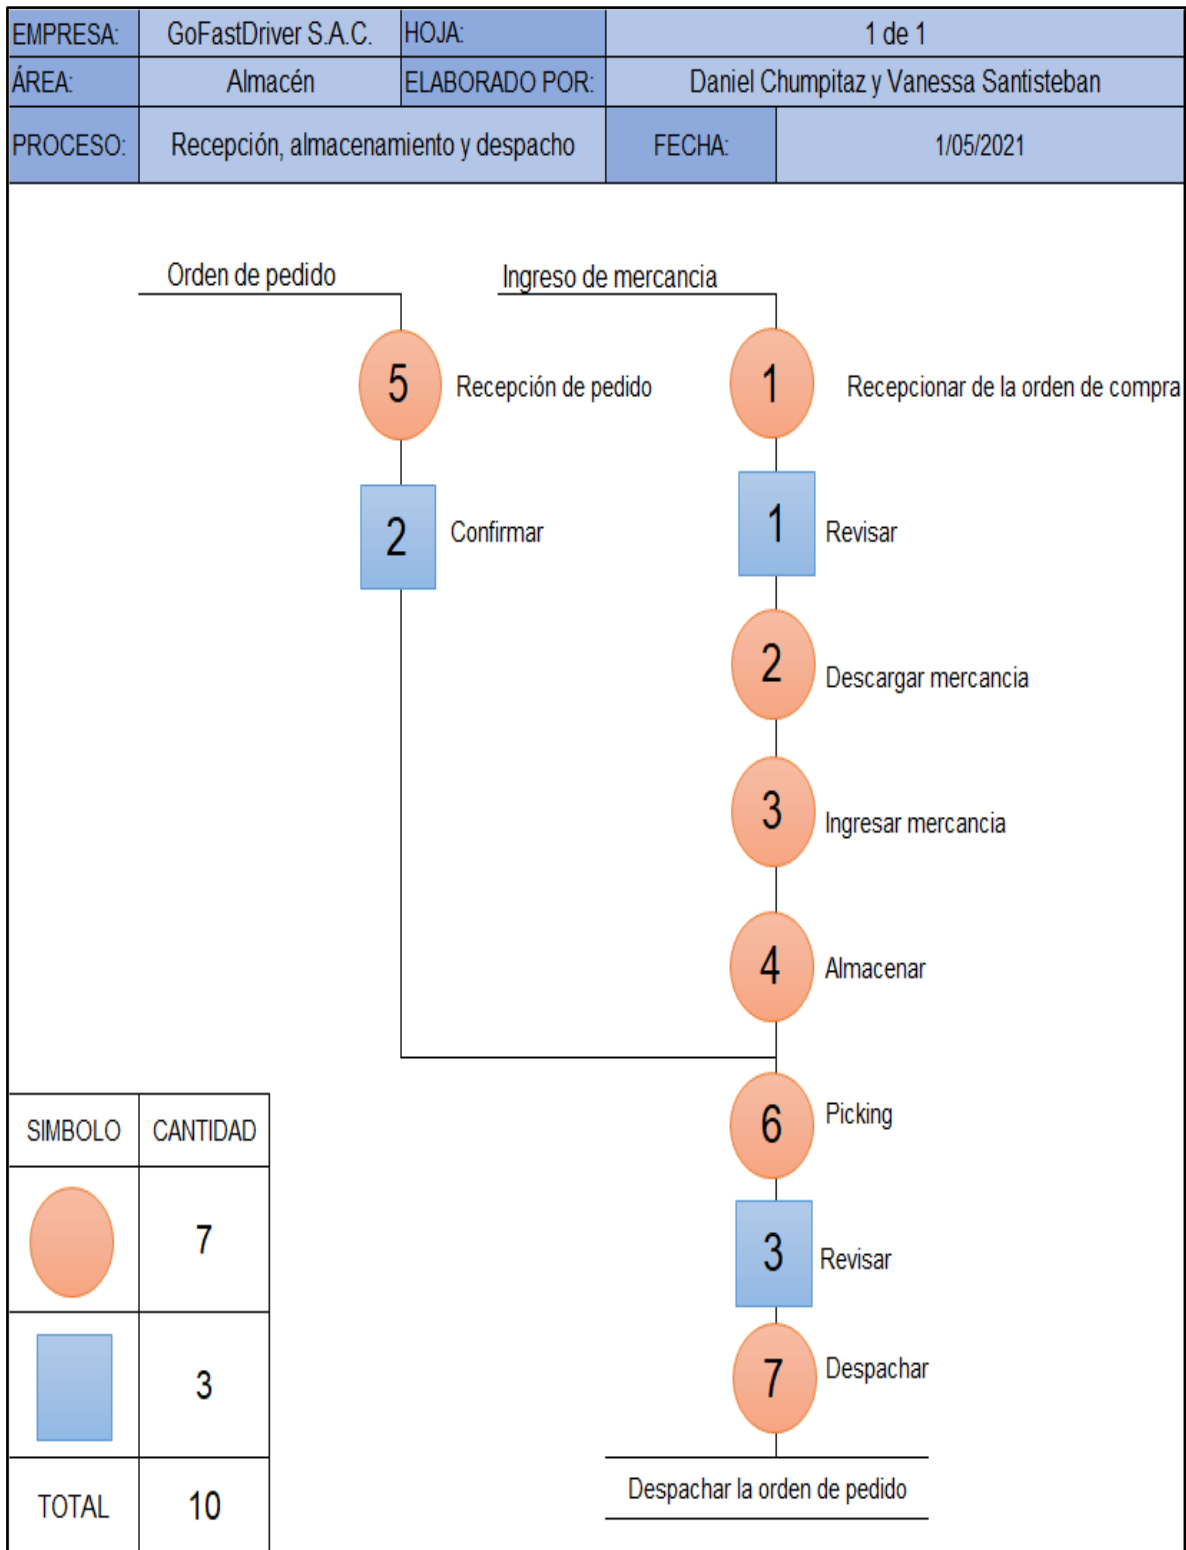 EMPRESA: GoFastDriver S.A.C. HOJA: 1 de 1
ÁREA: Almacén ELABORADO POR: Daniel Chumpitaz y Vanessa Santisteban
PROCESO: Recepción, almacenamiento y despacho FECHA: 1/05/2021
Orden de pedido Ingreso de mercancia
5 Recepción de pedido 1 Recepcionar de la orden de compra
2 Confirmar 1 Revisar
2 Descargar mercancia
3 Ingresar mercancia
4 Almacenar
6 Picking
3 Revisar
7 Despachar
Despachar la orden de pedido
SIMBOLO CANTIDAD
7
3
TOTAL 10